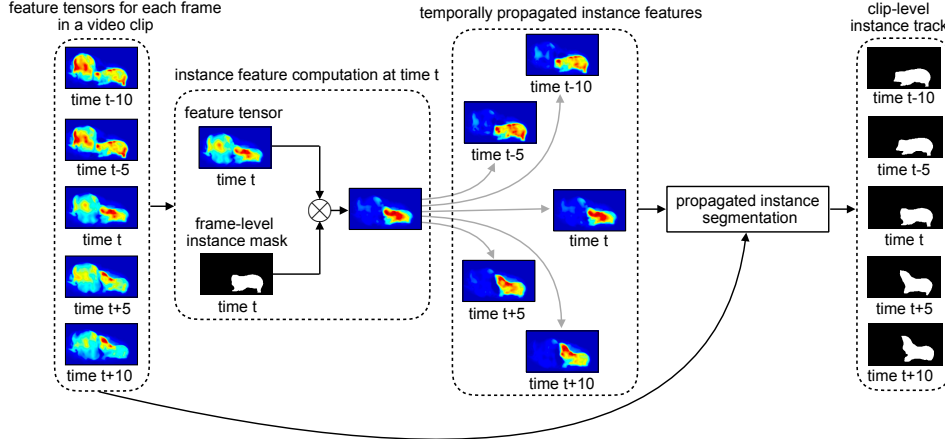 feature tensors for each frame
in a video clip
time t-10
time t-5
time t
time t+5
time t+10
instance feature computation at time t
feature tensor
time t
frame-level
instance mask
time t
temporally propagated instance features
time t-10
time t-5
time t
time t+5
time t+10
propagated instance
segmentation
clip-level
instance track
time t-10
time t-5
time t
time t+5
time t+10